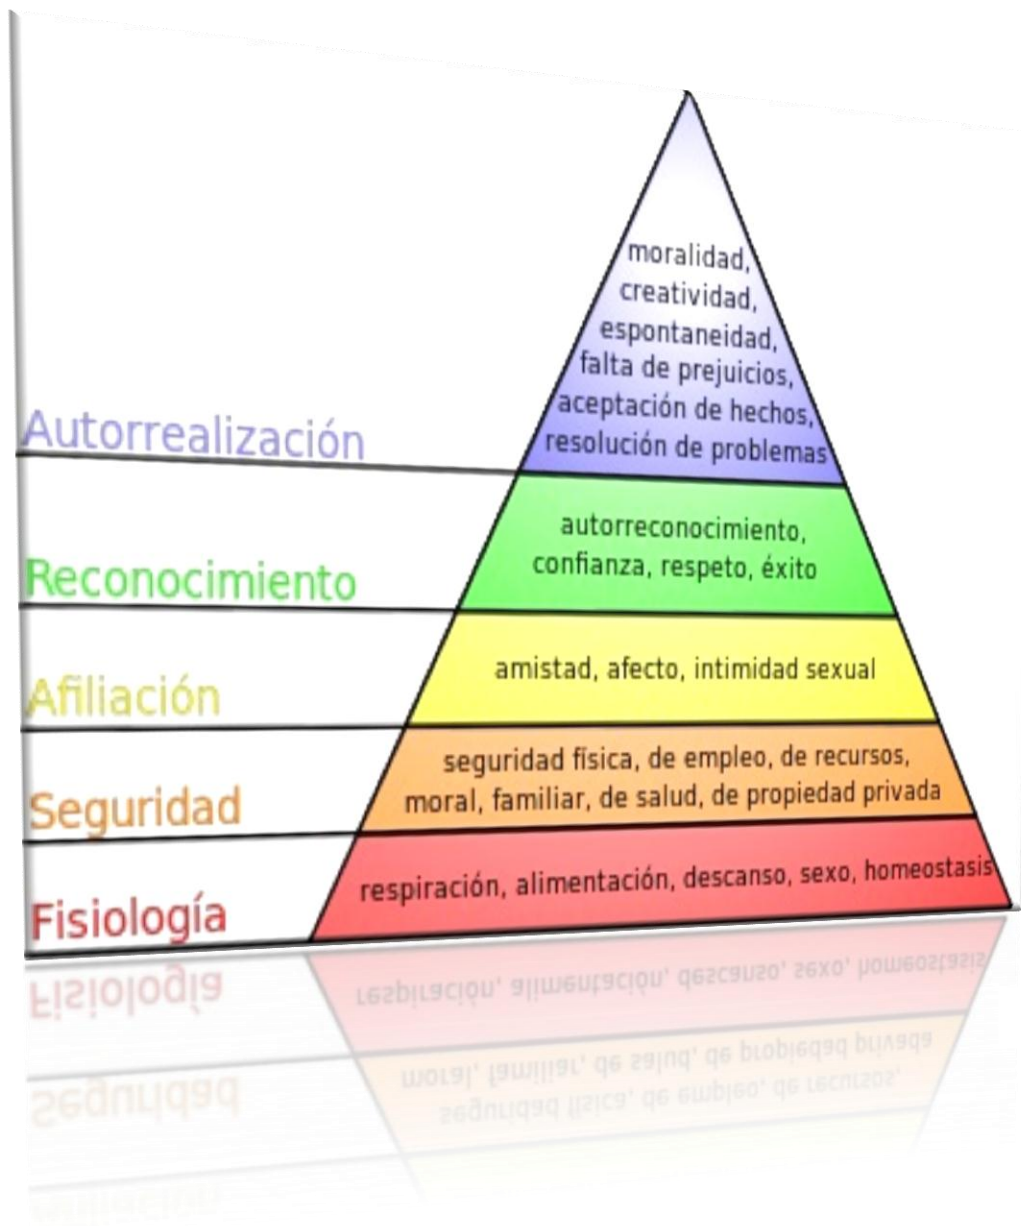 moralidad,
creatividad,
espontaneidad,
falta de prejuicios,
aceptación de hechos,
resolución de problemas
Autorrealización
autorreconocimiento,
confianza, respeto, éxito
Reconocimiento
amistad, afecto, intimidad sexual
Afiliación
seguridad física, de empleo, de recursos,
moral, familiar, de salud, de propiedad privada
Seguridad
respiración, alimentación, descanso, sexo, homeostasis
Fisiología